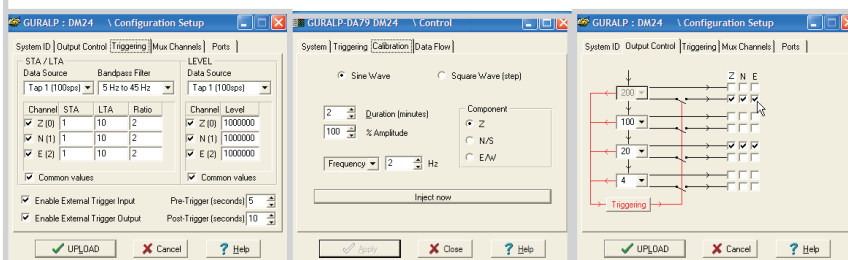 GURALP : DM24 \ Configuration Setup
System ID Output Control Triggering Mux Channels Ports
STA / LTA
Data Source Bandpass Filter
Tap 1 (100sps) 5 Hz to 45 Hz
Channel STA LTA Ratio
Z (0) 1 10 2
N (1) 1 10 2
E (2) 1 10 2
Common values
LEVEL
Data Source
Tap 1 (100sps)
Channel Level
Z (0) 1000000
N (1) 1000000
E (2) 1000000
Common values
Enable External Trigger Input Pre-Trigger (seconds) 5
Enable External Trigger Output Post-Trigger (seconds) 10
UPLOAD Cancel ? Help
GURALP-DA79 DM24 \ Control
System Triggering Calibration Data Flow
Sine Wave Square Wave (step)
2 Duration (minutes)
100 % Amplitude
Component
Z
N/S
E/W
Frequency 2 Hz
Inject now
Apply Close ? Help
GURALP : DM24 \ Configuration Setup
System ID Output Control Triggering Mux Channels Ports
Z N E
200
100
20
4
Triggering
UPLOAD Cancel ? Help